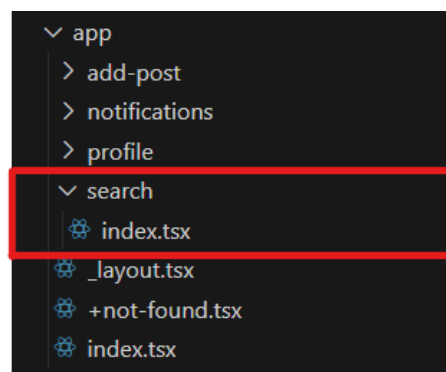 app
add-post
notifications
profile
search
index.tsx
_layout.tsx
+not-found.tsx
index.tsx